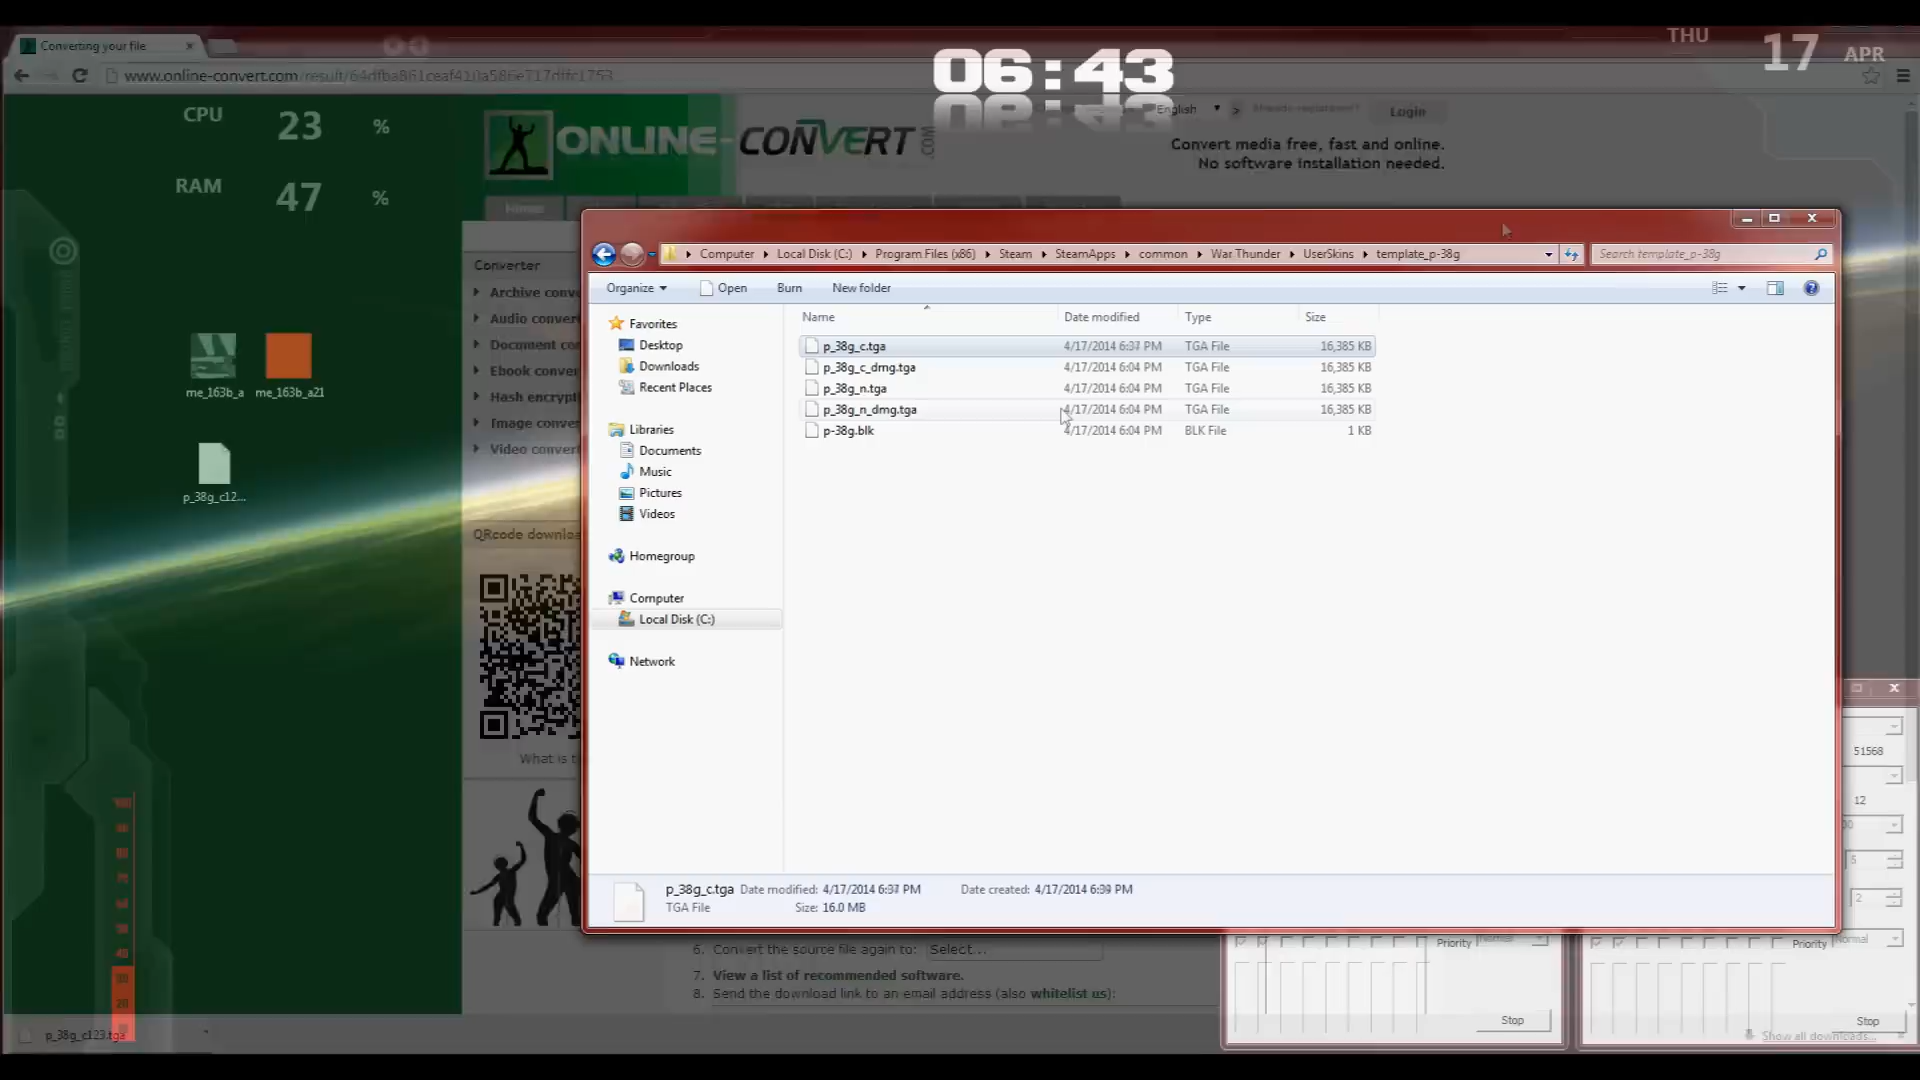 Converting your file
THU 17 APR
06:43
www.online-convert.com/result/64dfba861ceaf410a586e717dffc1753
CPU 23 %
RAM 47 %
ONLINE-CONVERT.COM
English
Already registered?
Login
Convert media free, fast and online.
No software installation needed.
Home
Computer Local Disk (C:) Program Files (x86) Steam SteamApps common War Thunder UserSkins template_p-38g
Search template_p-38g
Converter
Archive conv
Audio convert
Document co
Ebook conver
Hash encrypt
Image conver
Video convert
me_163b_a
me_163b_a21
p_38g_c12...
QRcode downloa
What is t
Organize Open Burn New folder
Favorites
Desktop
Downloads
Recent Places
Libraries
Documents
Music
Pictures
Videos
Homegroup
Computer
Local Disk (C:)
Network
Name Date modified Type Size
p_38g_c.tga 4/17/2014 6:37 PM TGA File 16,385 KB
p_38g_c_dmg.tga 4/17/2014 6:04 PM TGA File 16,385 KB
p_38g_n.tga 4/17/2014 6:04 PM TGA File 16,385 KB
p_38g_n_dmg.tga 4/17/2014 6:04 PM TGA File 16,385 KB
p-38g.blk 4/17/2014 6:04 PM BLK File 1 KB
p_38g_c.tga Date modified: 4/17/2014 6:37 PM Date created: 4/17/2014 6:39 PM
TGA File Size: 16.0 MB
51568
12
00
5
2
6. Convert the source file again to: Select...
7. View a list of recommended software.
8. Send the download link to an email address (also whitelist us):
Priority Normal
Priority Normal
Stop
Stop
p_38g_c123.tga
Show all downloads...